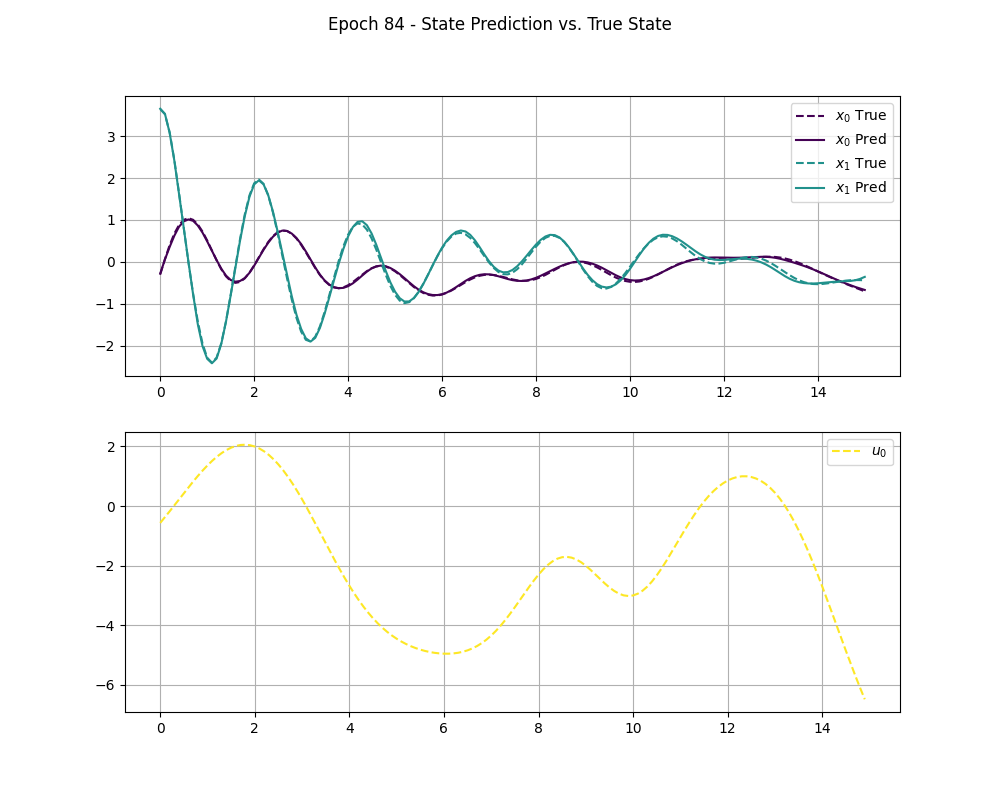 Epoch 84 - State Prediction vs. True State
3
2
1
0
−1
−2
x₀ True
x₀ Pred
x₁ True
x₁ Pred
0 2 4 6 8 10 12 14
2
0
−2
−4
−6
u₀
0 2 4 6 8 10 12 14